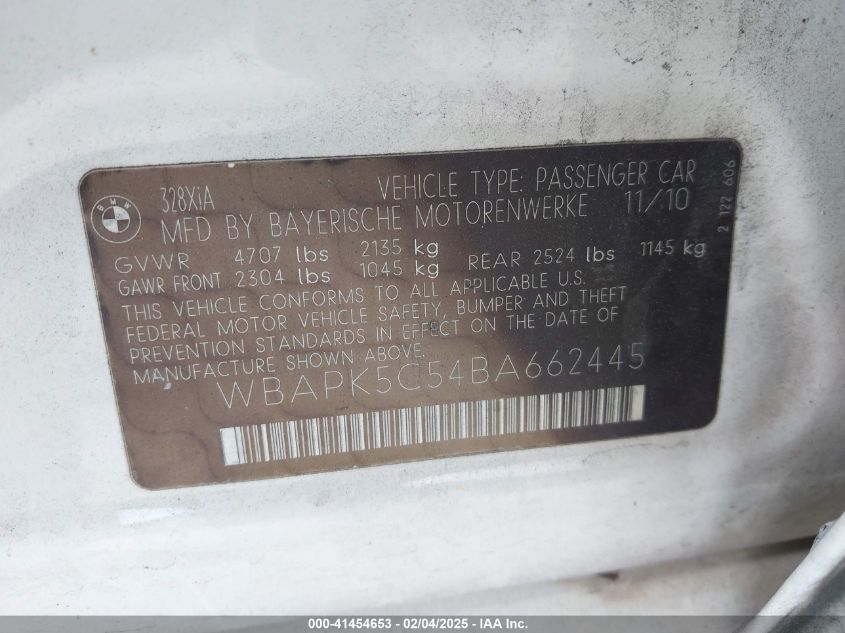 BMW
328XiA VEHICLE TYPE: PASSENGER CAR
MFD BY BAYERISCHE MOTORENWERKE 11/10
GVWR 4707 lbs 2135 kg
GAWR FRONT 2304 lbs 1045 kg REAR 2524 lbs 1145 kg
THIS VEHICLE CONFORMS TO ALL APPLICABLE U.S.
FEDERAL MOTOR VEHICLE SAFETY, BUMPER AND THEFT
PREVENTION STANDARDS IN EFFECT ON THE DATE OF
MANUFACTURE SHOWN ABOVE.
WBAPK5C54BA662445
2 122 606
000-41454653 — 02/04/2025 — IAA Inc.